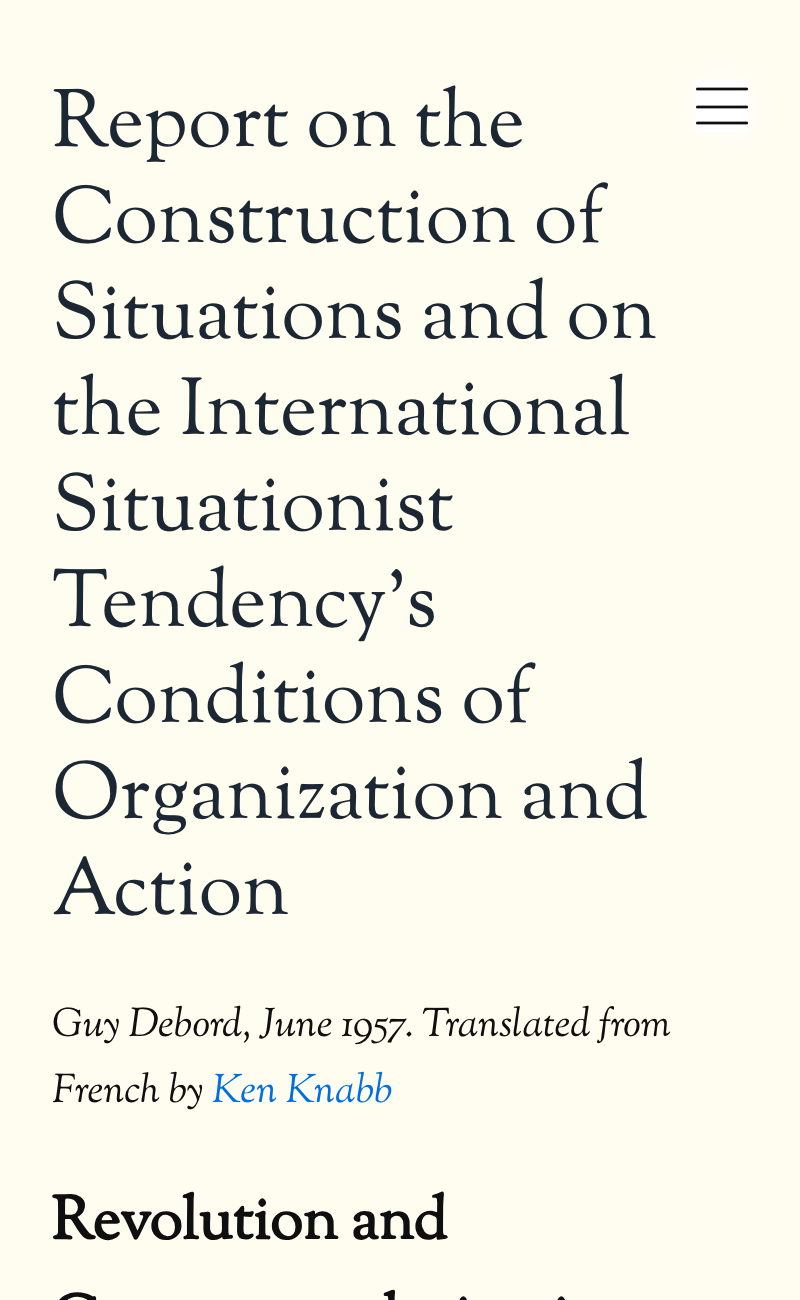 Report on the
Construction of
Situations and on
the International
Situationist
Tendency’s
Conditions of
Organization and
Action
Guy Debord, June 1957. Translated from
French by Ken Knabb
Revolution and